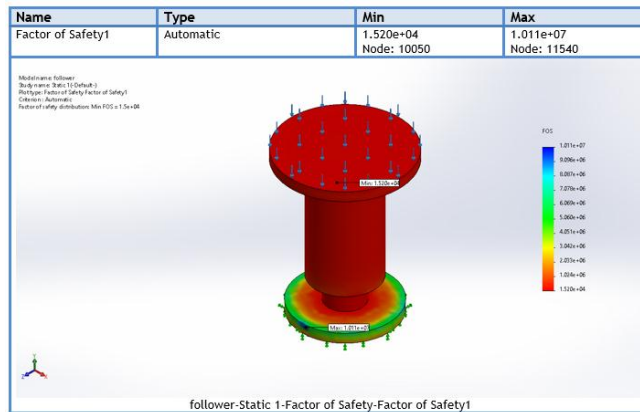 Name Type Min Max
Factor of Safety1 Automatic 1.520e+04 1.011e+07
Node: 10050 Node: 11540
Model name: follower
Study name: Static 1(-Default-)
Plot type: Factor of Safety Factor of Safety1
Criterion : Automatic
Factor of safety distribution: Min FOS = 1.5e+04
FOS
1.011e+07
9.096e+06
8.087e+06
7.078e+06
6.069e+06
5.060e+06
4.051e+06
3.042e+06
2.033e+06
1.024e+06
1.520e+04
Min: 1.520e+04
Max: 1.011e+07
Y
Z X
follower-Static 1-Factor of Safety-Factor of Safety1